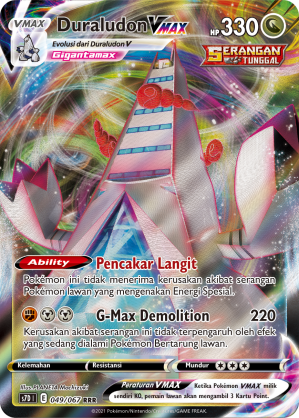 VMAX
Duraludon VMAX
HP 330
Evolusi dari Duraludon V
Gigantamax
SERANGAN
TUNGGAL
Ability
Pencakar Langit
Pokémon ini tidak menerima kerusakan akibat serangan
Pokémon lawan yang mengenakan Energi Spesial.
G-Max Demolition 220
Kerusakan akibat serangan ini tidak terpengaruh oleh efek
yang sedang dialami Pokémon Bertarung lawan.
Kelemahan Resistansi Mundur
Illus. PLANETA Mochizuki
s7D I E 049/067 RRR
Peraturan VMAX
Ketika Pokémon VMAX milik
sendiri KO, pemain lawan akan mengambil 3 Kartu Point.
©2021 Pokémon/Nintendo/Creatures/GAME FREAK.